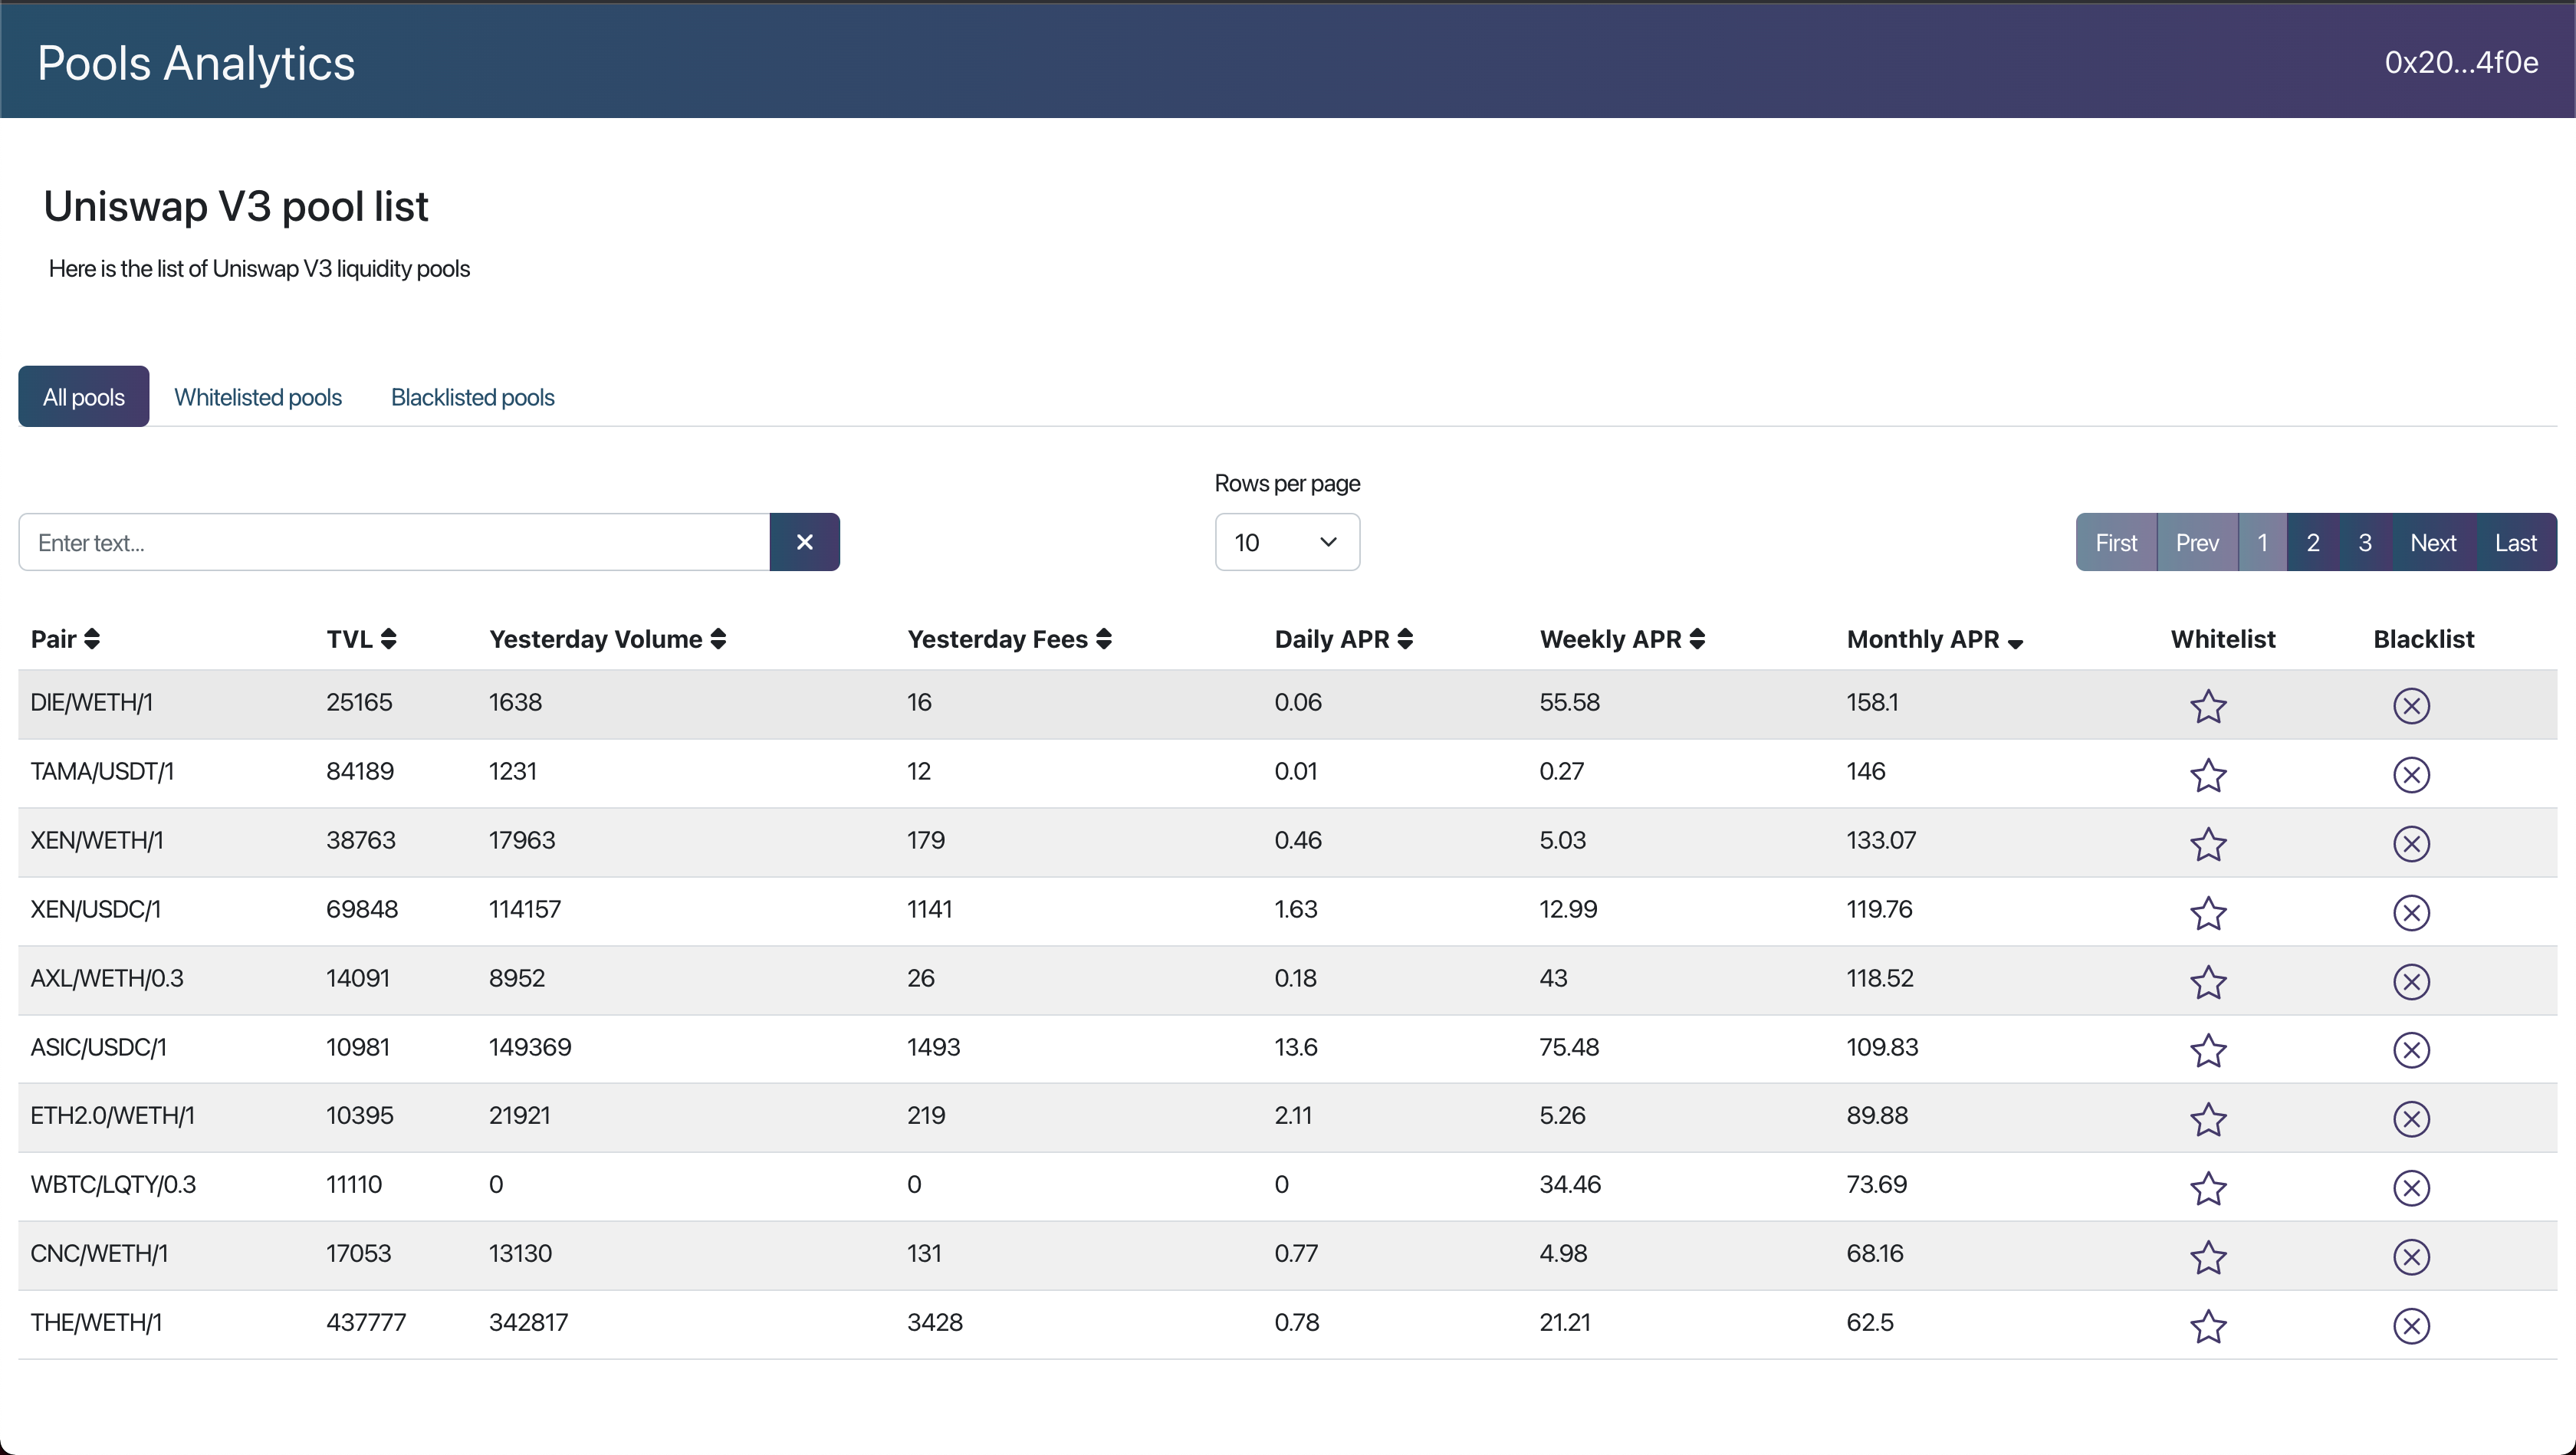 Pools Analytics
0x20...4f0e
Uniswap V3 pool list
Here is the list of Uniswap V3 liquidity pools
All pools Whitelisted pools Blacklisted pools
Rows per page
Enter text... 10 First Prev 1 2 3 Next Last
Pair TVL Yesterday Volume Yesterday Fees Daily APR Weekly APR Monthly APR Whitelist Blacklist
DIE/WETH/1 25165 1638 16 0.06 55.58 158.1
TAMA/USDT/1 84189 1231 12 0.01 0.27 146
XEN/WETH/1 38763 17963 179 0.46 5.03 133.07
XEN/USDC/1 69848 114157 1141 1.63 12.99 119.76
AXL/WETH/0.3 14091 8952 26 0.18 43 118.52
ASIC/USDC/1 10981 149369 1493 13.6 75.48 109.83
ETH2.0/WETH/1 10395 21921 219 2.11 5.26 89.88
WBTC/LQTY/0.3 11110 0 0 0 34.46 73.69
CNC/WETH/1 17053 13130 131 0.77 4.98 68.16
THE/WETH/1 437777 342817 3428 0.78 21.21 62.5